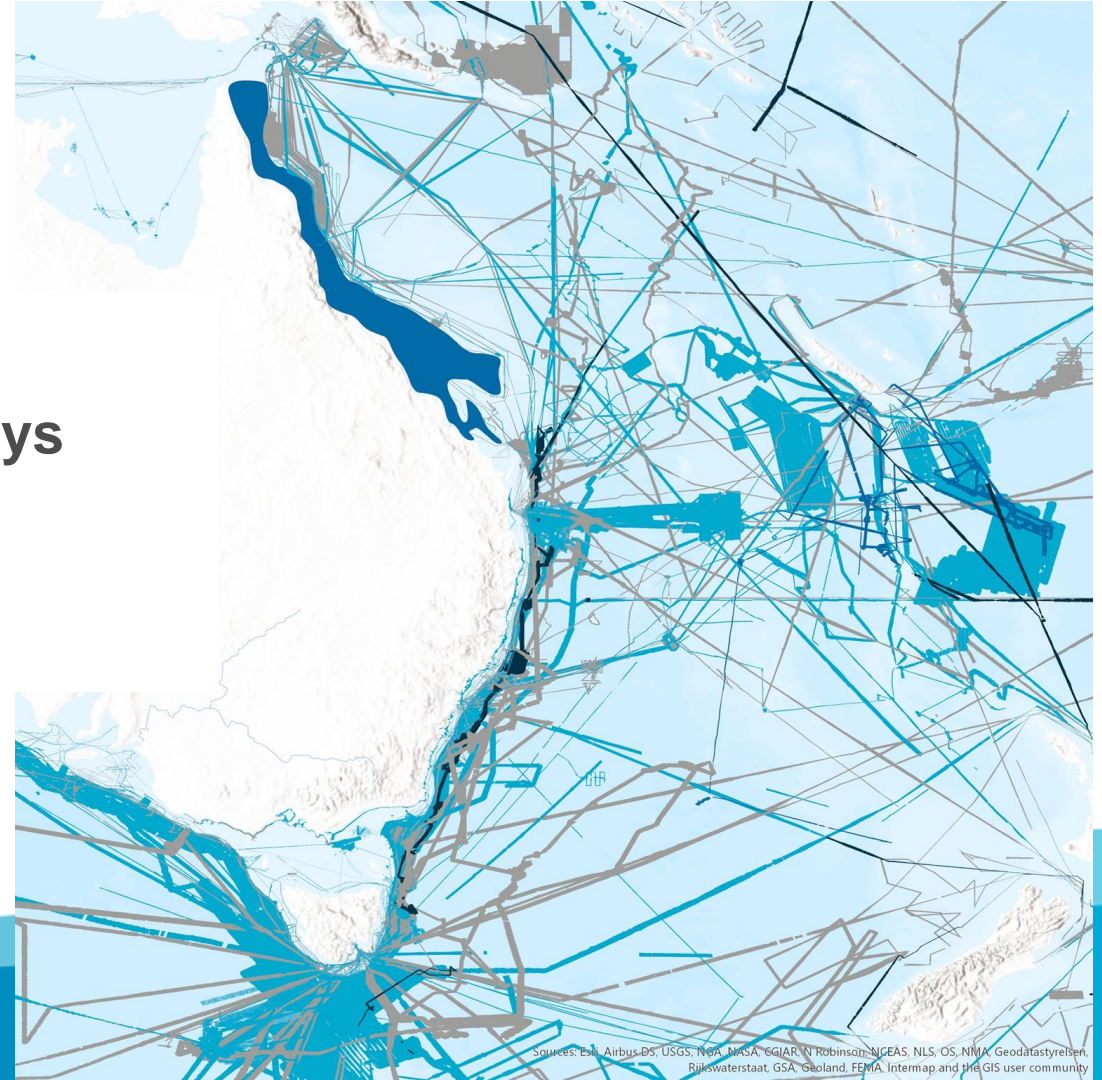 ys
Sources: Esri, Airbus DS, USGS, NGA, NASA, CGIAR, N Robinson, NCEAS, NLS, OS, NMA, Geodatastyrelsen,
Rijkswaterstaat, GSA, Geoland, FEMA, Intermap and the GIS user community